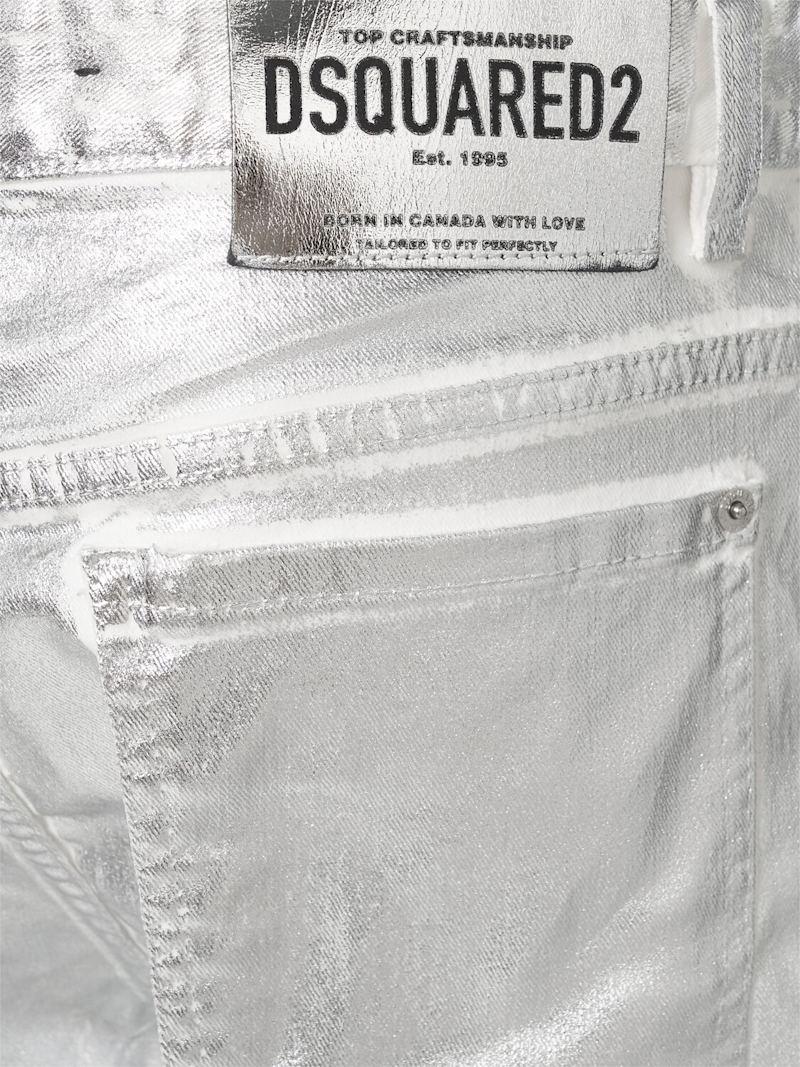 TOP CRAFTSMANSHIP
DSQUARED2
Est. 1995
BORN IN CANADA WITH LOVE
TAILORED TO FIT PERFECTLY